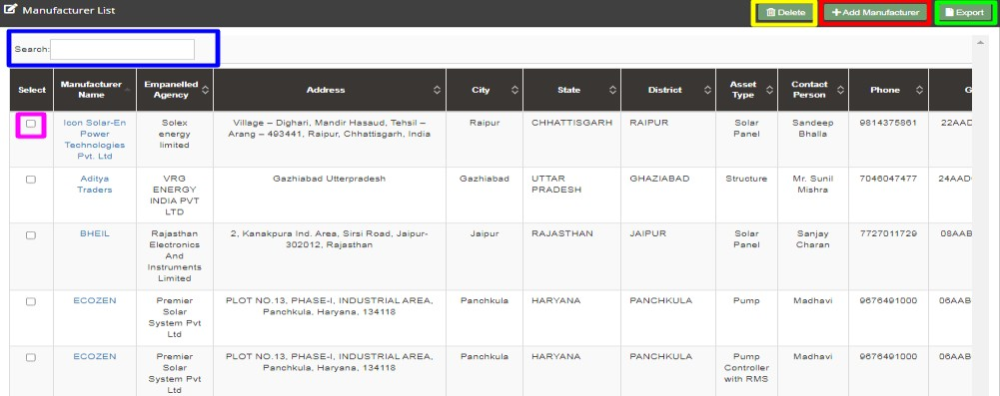 Manufacturer List
Delete
Add Manufacturer
Export
Search:
Select
Manufacturer
Name
Empanelled
Agency
Address
City
State
District
Asset
Type
Contact
Person
Phone
G
Icon Solar-En
Power
Technologies
Pvt. Ltd
Solex
energy
limited
Village – Dighari, Mandir Hasaud, Tehsil –
Arang – 493441, Raipur, Chhattisgarh, India
Raipur
CHHATTISGARH
RAIPUR
Solar
Panel
Sandeep
Bhalla
9814375861
22AAD
Aditya
Traders
VRG
ENERGY
INDIA PVT
LTD
Gazhiabad Utterpradesh
Gazhiabad
UTTAR
PRADESH
GHAZIABAD
Structure
Mr. Sunil
Mishra
7046047477
24AAD
BHEIL
Rajasthan
Electronics
And
Instruments
Limited
2, Kanakpura Ind. Area, Sirsi Road, Jaipur-
302012, Rajasthan
Jaipur
RAJASTHAN
JAIPUR
Solar
Panel
Sanjay
Charan
7727011729
08AAB
ECOZEN
Premier
Solar
System Pvt
Ltd
PLOT NO.13, PHASE-I, INDUSTRIAL AREA,
Panchkula, Haryana, 134118
Panchkula
HARYANA
PANCHKULA
Pump
Madhavi
9676491000
06AAB
ECOZEN
Premier
Solar
System Pvt
Ltd
PLOT NO.13, PHASE-I, INDUSTRIAL AREA,
Panchkula, Haryana, 134118
Panchkula
HARYANA
PANCHKULA
Pump
Controller
with RMS
Madhavi
9676491000
06AAB